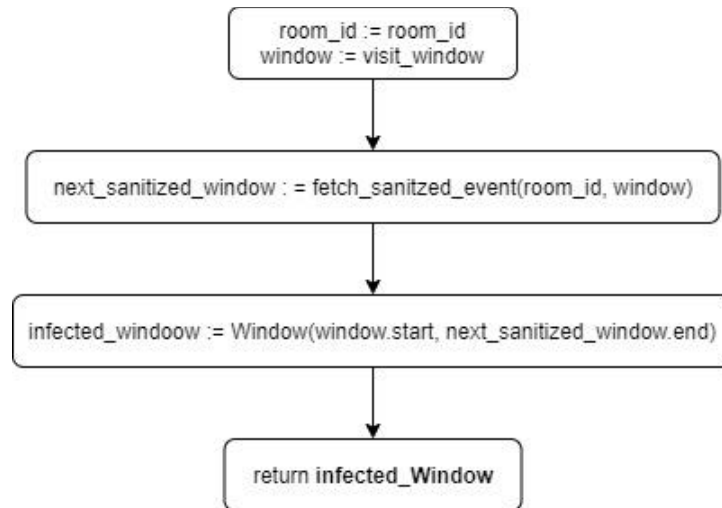 room_id := room_id
window := visit_window
next_sanitized_window : = fetch_sanitzed_event(room_id, window)
infected_windoow := Window(window.start, next_sanitized_window.end)
return infected_Window